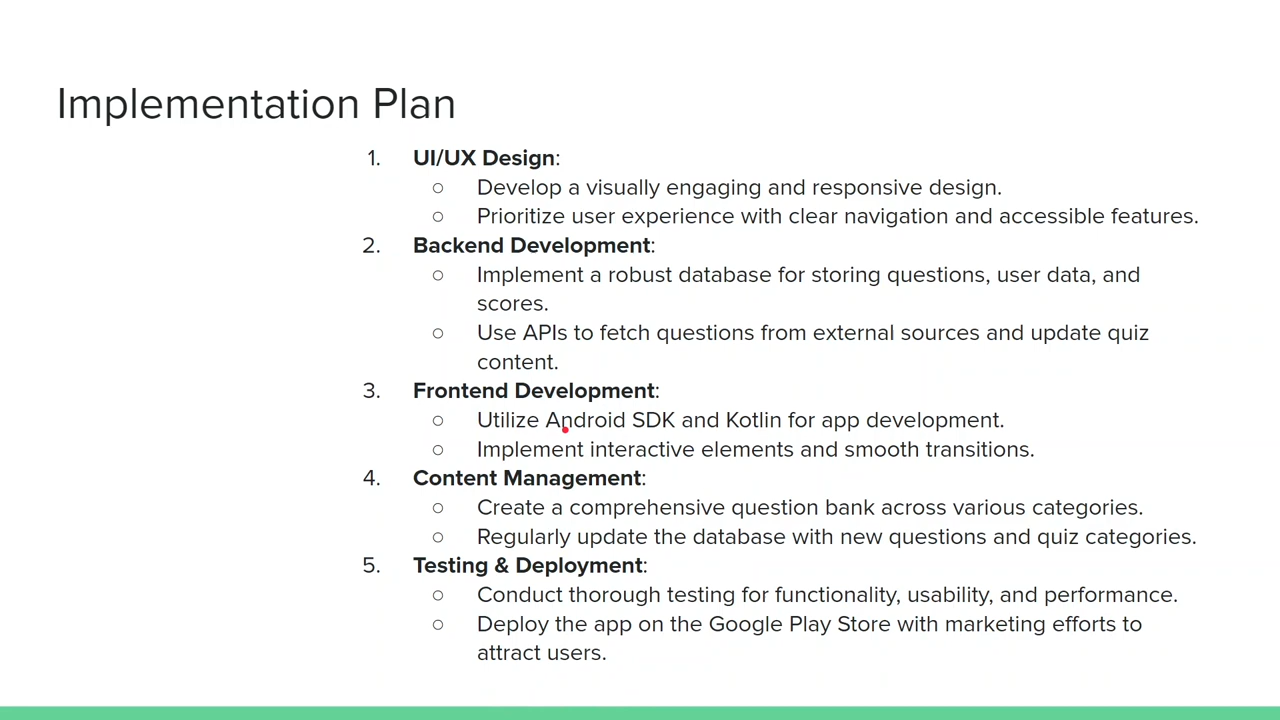 Implementation Plan
1. UI/UX Design:
○ Develop a visually engaging and responsive design.
○ Prioritize user experience with clear navigation and accessible features.
2. Backend Development:
○ Implement a robust database for storing questions, user data, and
scores.
○ Use APIs to fetch questions from external sources and update quiz
content.
3. Frontend Development:
○ Utilize Android SDK and Kotlin for app development.
○ Implement interactive elements and smooth transitions.
4. Content Management:
○ Create a comprehensive question bank across various categories.
○ Regularly update the database with new questions and quiz categories.
5. Testing & Deployment:
○ Conduct thorough testing for functionality, usability, and performance.
○ Deploy the app on the Google Play Store with marketing efforts to
attract users.